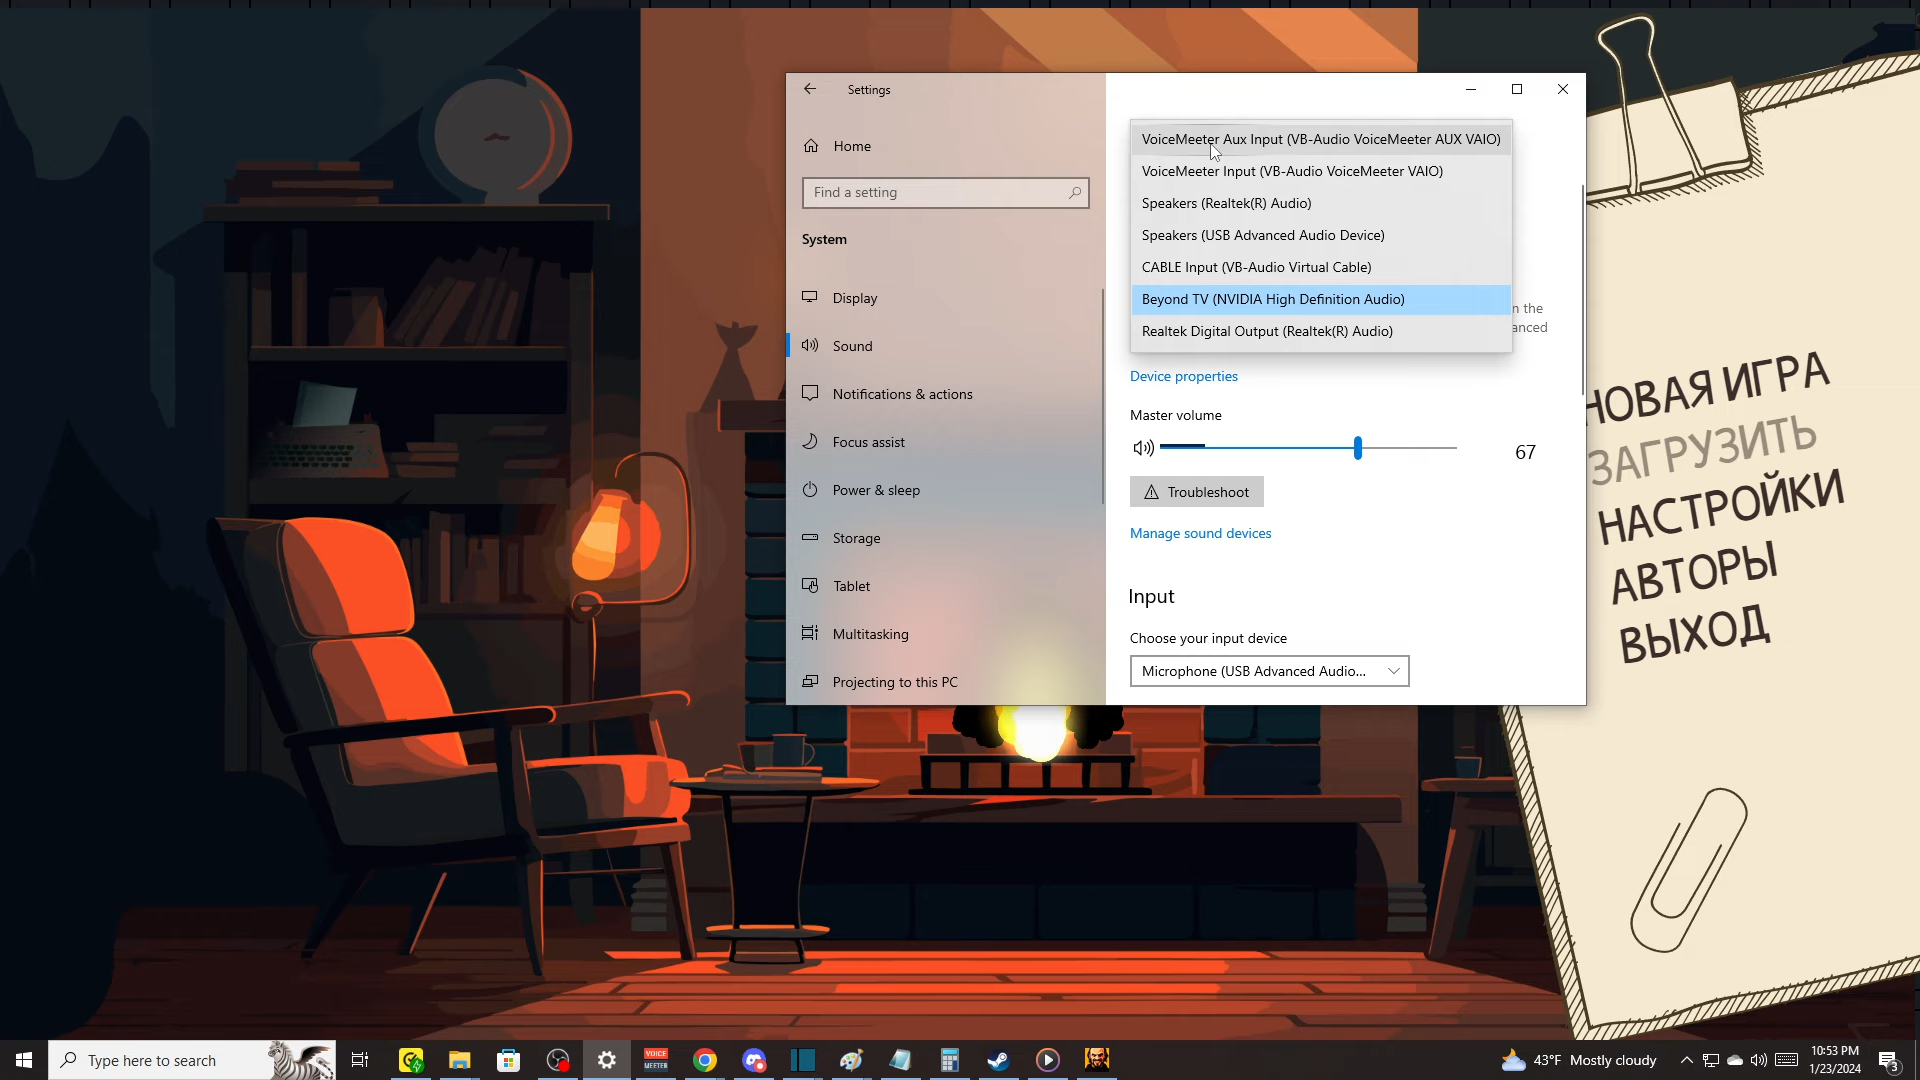 Settings
Home
Find a setting
System
Display
Sound
Notifications & actions
Focus assist
Power & sleep
Storage
Tablet
Multitasking
Projecting to this PC
VoiceMeeter Aux Input (VB-Audio VoiceMeeter AUX VAIO)
VoiceMeeter Input (VB-Audio VoiceMeeter VAIO)
Speakers (Realtek(R) Audio)
Speakers (USB Advanced Audio Device)
CABLE Input (VB-Audio Virtual Cable)
Beyond TV (NVIDIA High Definition Audio)
Realtek Digital Output (Realtek(R) Audio)
n the
anced
Device properties
Master volume
67
Troubleshoot
Manage sound devices
Input
Choose your input device
Microphone (USB Advanced Audio...
НОВАЯ ИГРА
ЗАГРУЗИТЬ
НАСТРОЙКИ
АВТОРЫ
ВЫХОД
Type here to search
VOICE
MEETER
43°F Mostly cloudy
10:53 PM
1/23/2024
3